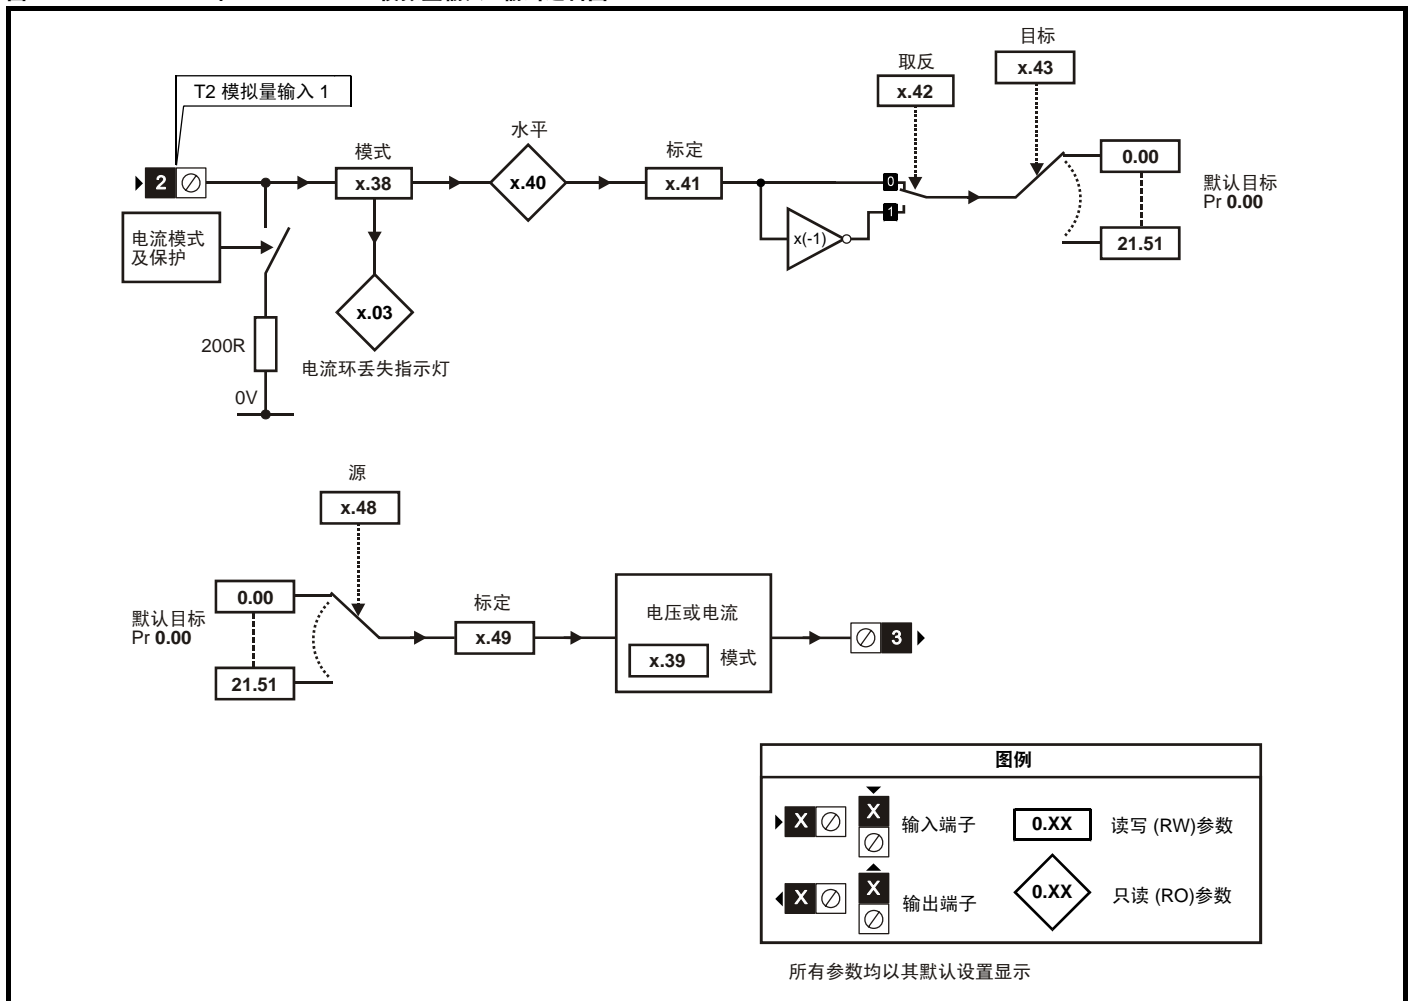 T2 模拟量输入 1
2
电流模式
及保护
200R
0V
模式
x.38
x.03
电流环丢失指示灯
水平
x.40
标定
x.41
x(-1)
取反
x.42
0
1
目标
x.43
0.00
21.51
默认目标
Pr 0.00
源
x.48
0.00
21.51
默认目标
Pr 0.00
标定
x.49
电压或电流
x.39 模式
3
图例
X
X
输入端子
0.XX
读写 (RW)参数
X
X
输出端子
0.XX
只读 (RO)参数
所有参数均以其默认设置显示